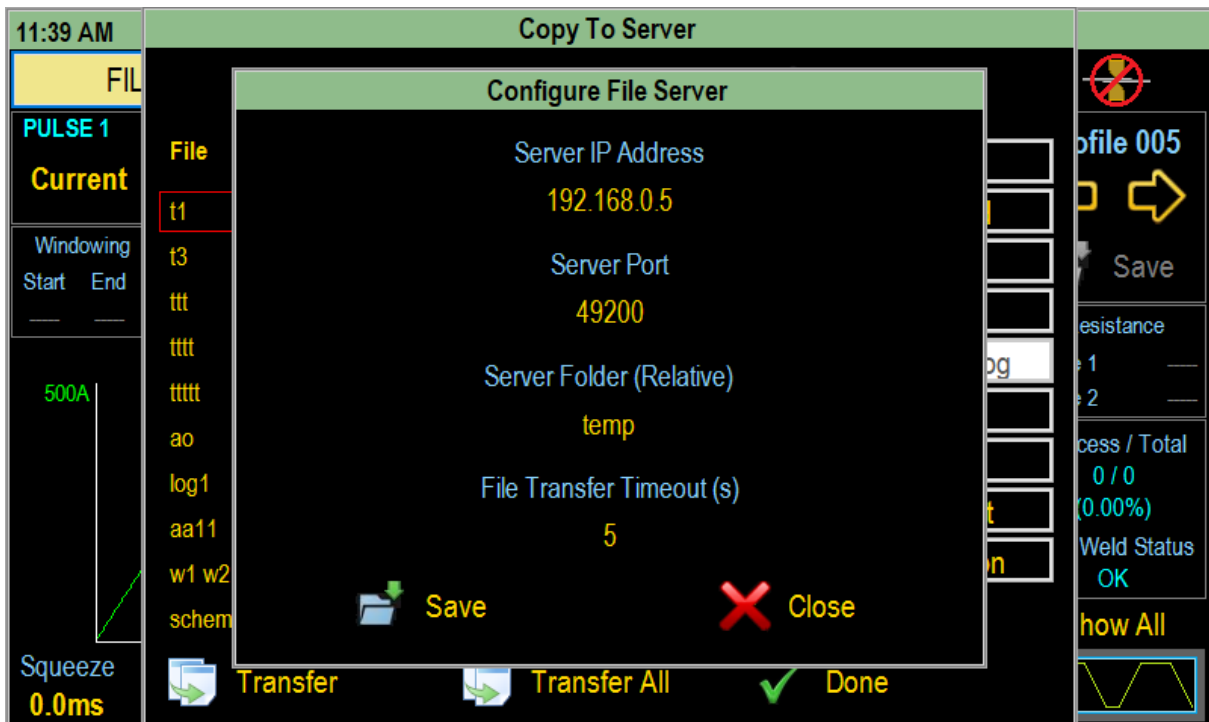 11:39 AM
Copy To Server
FIL
Configure File Server
PULSE 1
Current
File
Server IP Address
192.168.0.5
ofile 005
t1
Windowing
Start End
t3
Server Port
Save
ttt
49200
esistance
tttt
Server Folder (Relative)
og
1
500A
ttttt
temp
2
ao
cess / Total
0 / 0
log1
File Transfer Timeout (s)
(0.00%)
aa11
5
t
Weld Status
w1 w2
on
OK
Save
Close
schem
how All
Squeeze
0.0ms
Transfer
Transfer All
Done